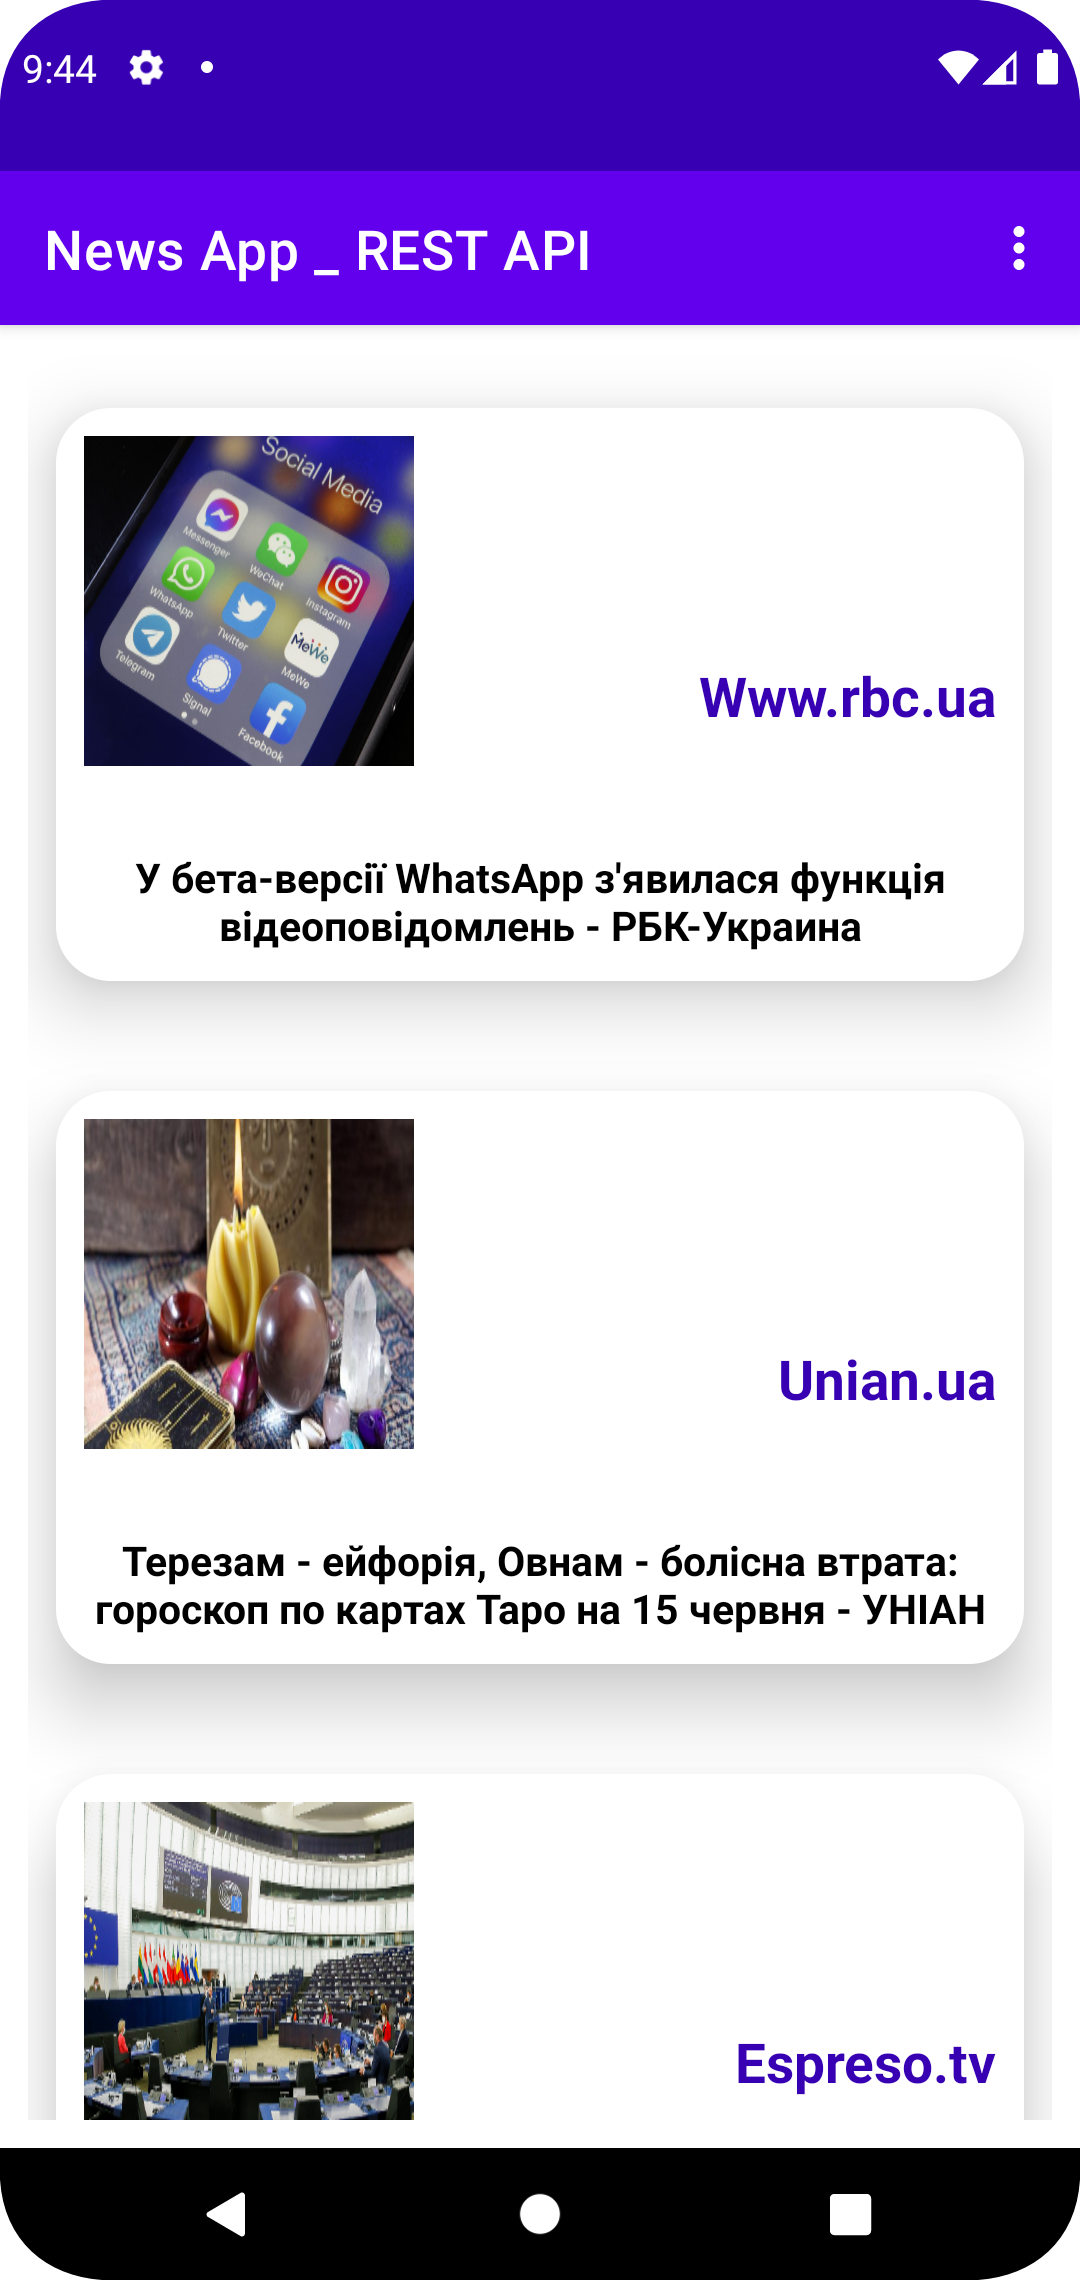 9:44
News App _ REST API
Social Media
Messenger
WeChat
Instagram
WhatsApp
Twitter
MeWe
MeWe
Telegram
Signal
Facebook
Www.rbc.ua
У бета-версії WhatsApp з'явилася функція
відеоповідомлень - РБК-Украина
Unian.ua
Терезам - ейфорія, Овнам - болісна втрата:
гороскоп по картах Таро на 15 червня - УНІАН
Espreso.tv